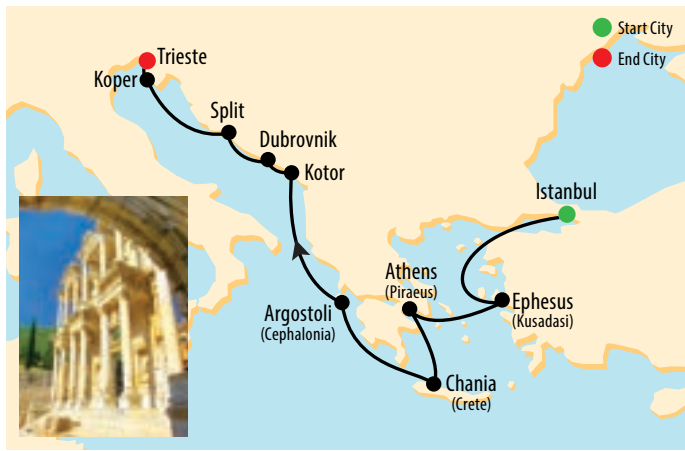 Start City
End City
Trieste
Koper
Split
Dubrovnik
Kotor
Istanbul
Athens
(Piraeus)
Ephesus
(Kusadasi)
Argostoli
(Cephalonia)
Chania
(Crete)